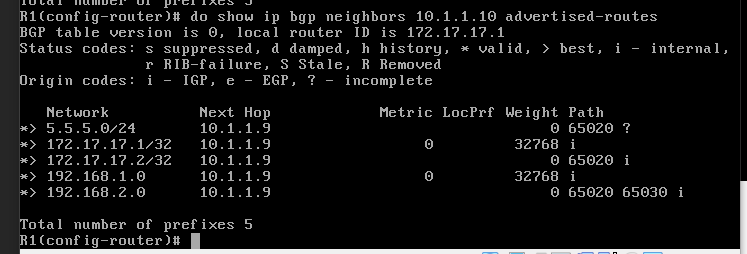 Total number of prefixes 5
R1(config-router)# do show ip bgp neighbors 10.1.1.10 advertised-routes
BGP table version is 0, local router ID is 172.17.17.1
Status codes: s suppressed, d damped, h history, * valid, > best, i - internal,
              r RIB-failure, S Stale, R Removed
Origin codes: i - IGP, e - EGP, ? - incomplete

   Network          Next Hop            Metric LocPrf Weight Path
*> 5.5.5.0/24       10.1.1.9                               0 65020 ?
*> 172.17.17.1/32   10.1.1.9                 0         32768 i
*> 172.17.17.2/32   10.1.1.9                               0 65020 i
*> 192.168.1.0      10.1.1.9                 0         32768 i
*> 192.168.2.0      10.1.1.9                               0 65020 65030 i

Total number of prefixes 5
R1(config-router)#